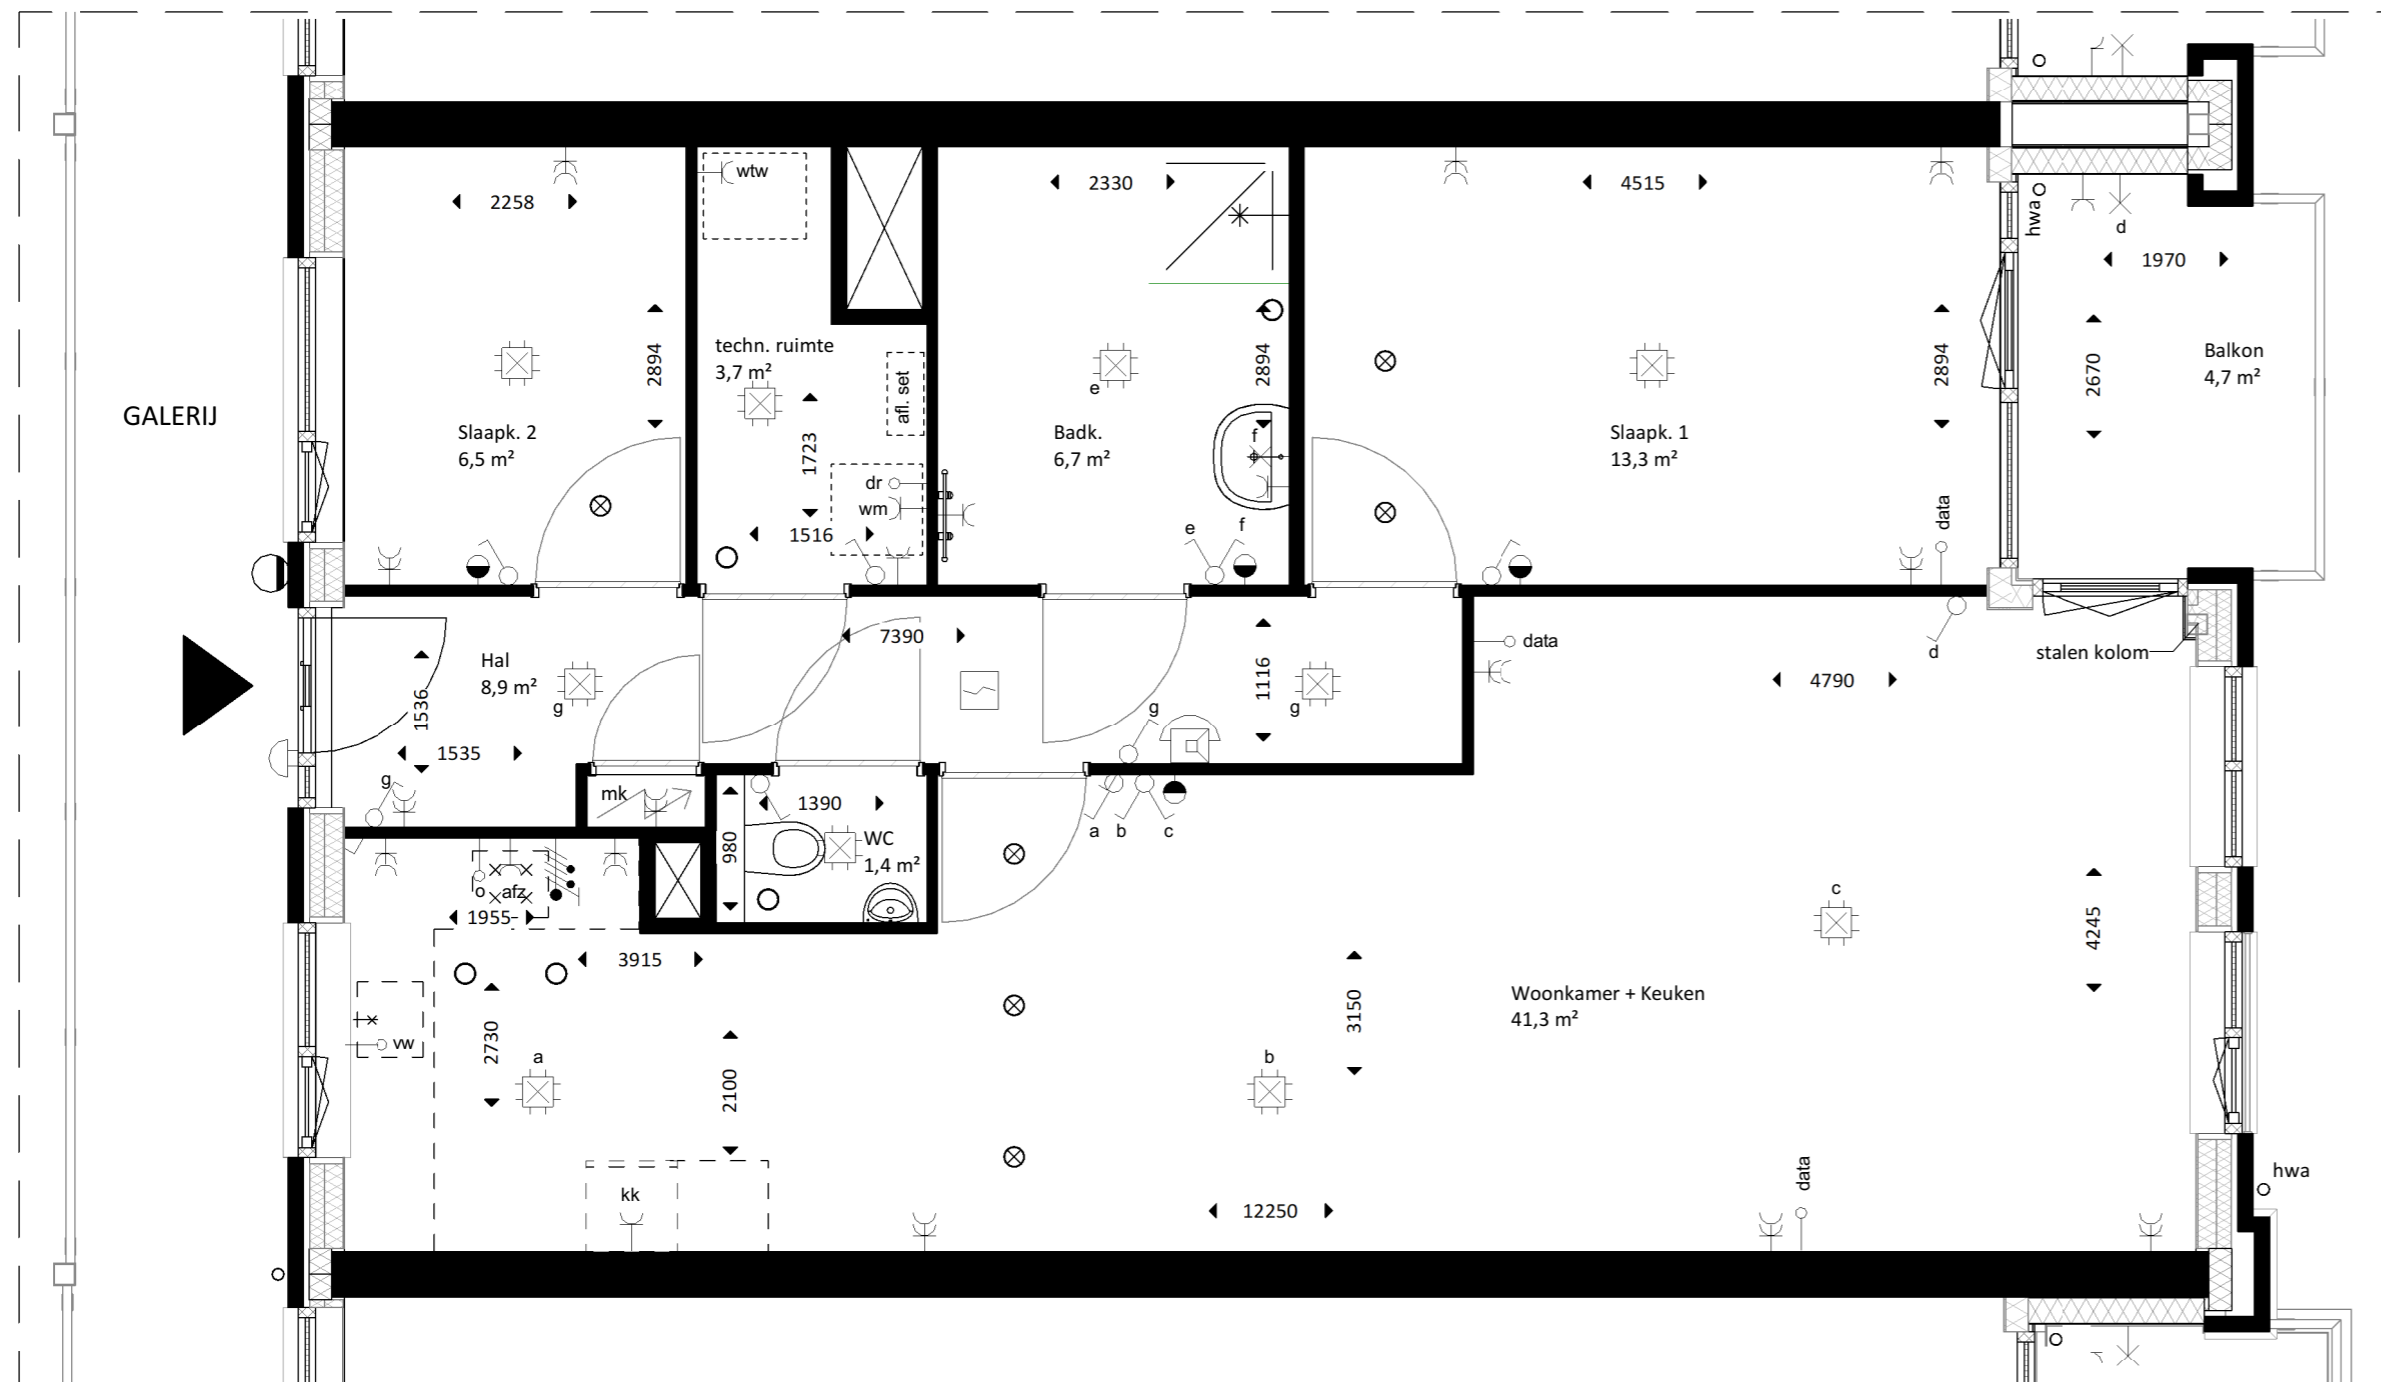 2258
wtw
2330
4515
hwa
d
1970
techn. ruimte
3,7 m²
2894
afl. set
e
2894
2894
2670
Balkon
4,7 m²
GALERIJ
Slaapk. 2
6,5 m²
1723
Badk.
6,7 m²
f
Slaapk. 1
13,3 m²
dr
wm
1516
e
f
data
Hal
8,9 m²
7390
1116
data
d
stalen kolom
1536
g
g
g
4790
1535
g
mk
1390
980
WC
1,4 m²
a
b
c
o
afz
1955
c
4245
3915
3150
Woonkamer + Keuken
41,3 m²
vw
2730
a
2100
b
kk
12250
data
hwa